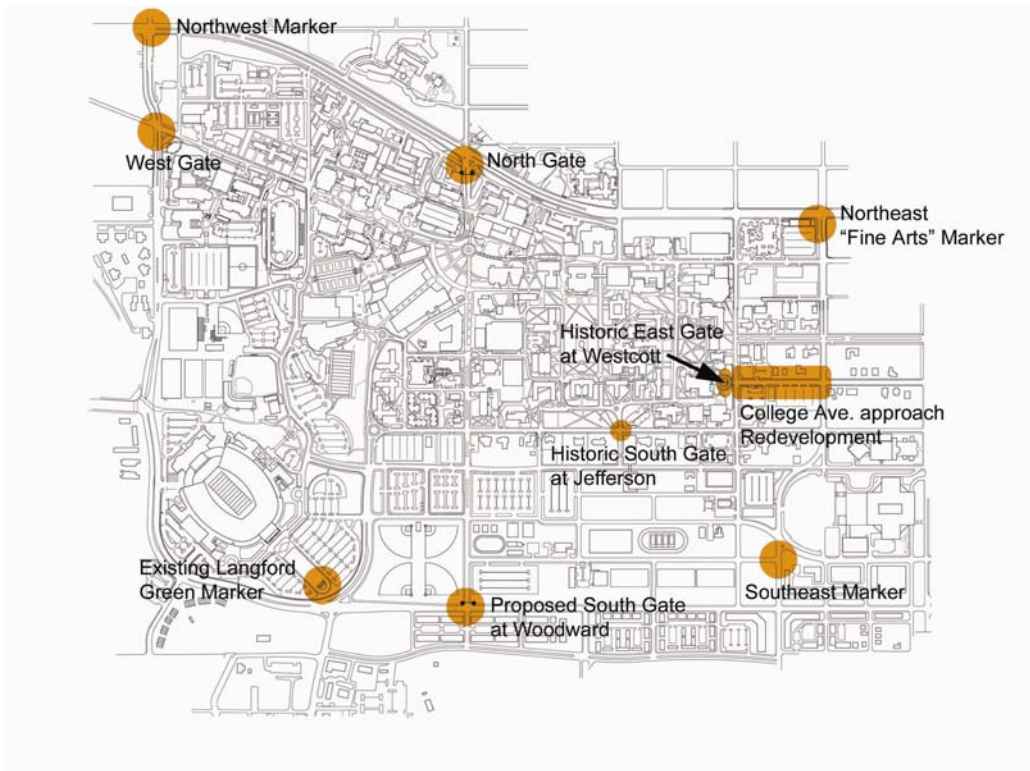 Northwest Marker
West Gate
North Gate
Northeast
“Fine Arts” Marker
Historic East Gate
at Westcott
College Ave. approach
Redevelopment
Historic South Gate
at Jefferson
Existing Langford
Green Marker
Southeast Marker
Proposed South Gate
at Woodward